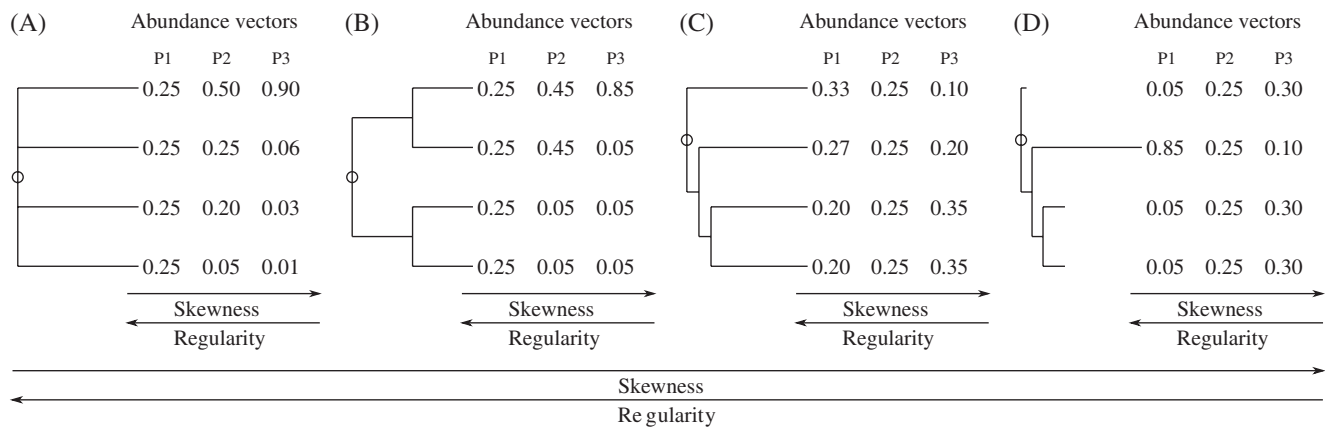 (A) Abundance vectors (B) Abundance vectors (C) Abundance vectors (D) Abundance vectors
P1 P2 P3 P1 P2 P3 P1 P2 P3 P1 P2 P3
0.25 0.50 0.90 0.25 0.45 0.85 0.33 0.25 0.10 0.05 0.25 0.30
0.25 0.25 0.06 0.25 0.45 0.05 0.27 0.25 0.20 0.85 0.25 0.10
0.25 0.20 0.03 0.25 0.05 0.05 0.20 0.25 0.35 0.05 0.25 0.30
0.25 0.05 0.01 0.25 0.05 0.05 0.20 0.25 0.35 0.05 0.25 0.30
Skewness Skewness Skewness Skewness
Regularity Regularity Regularity Regularity
Skewness
Re gularity